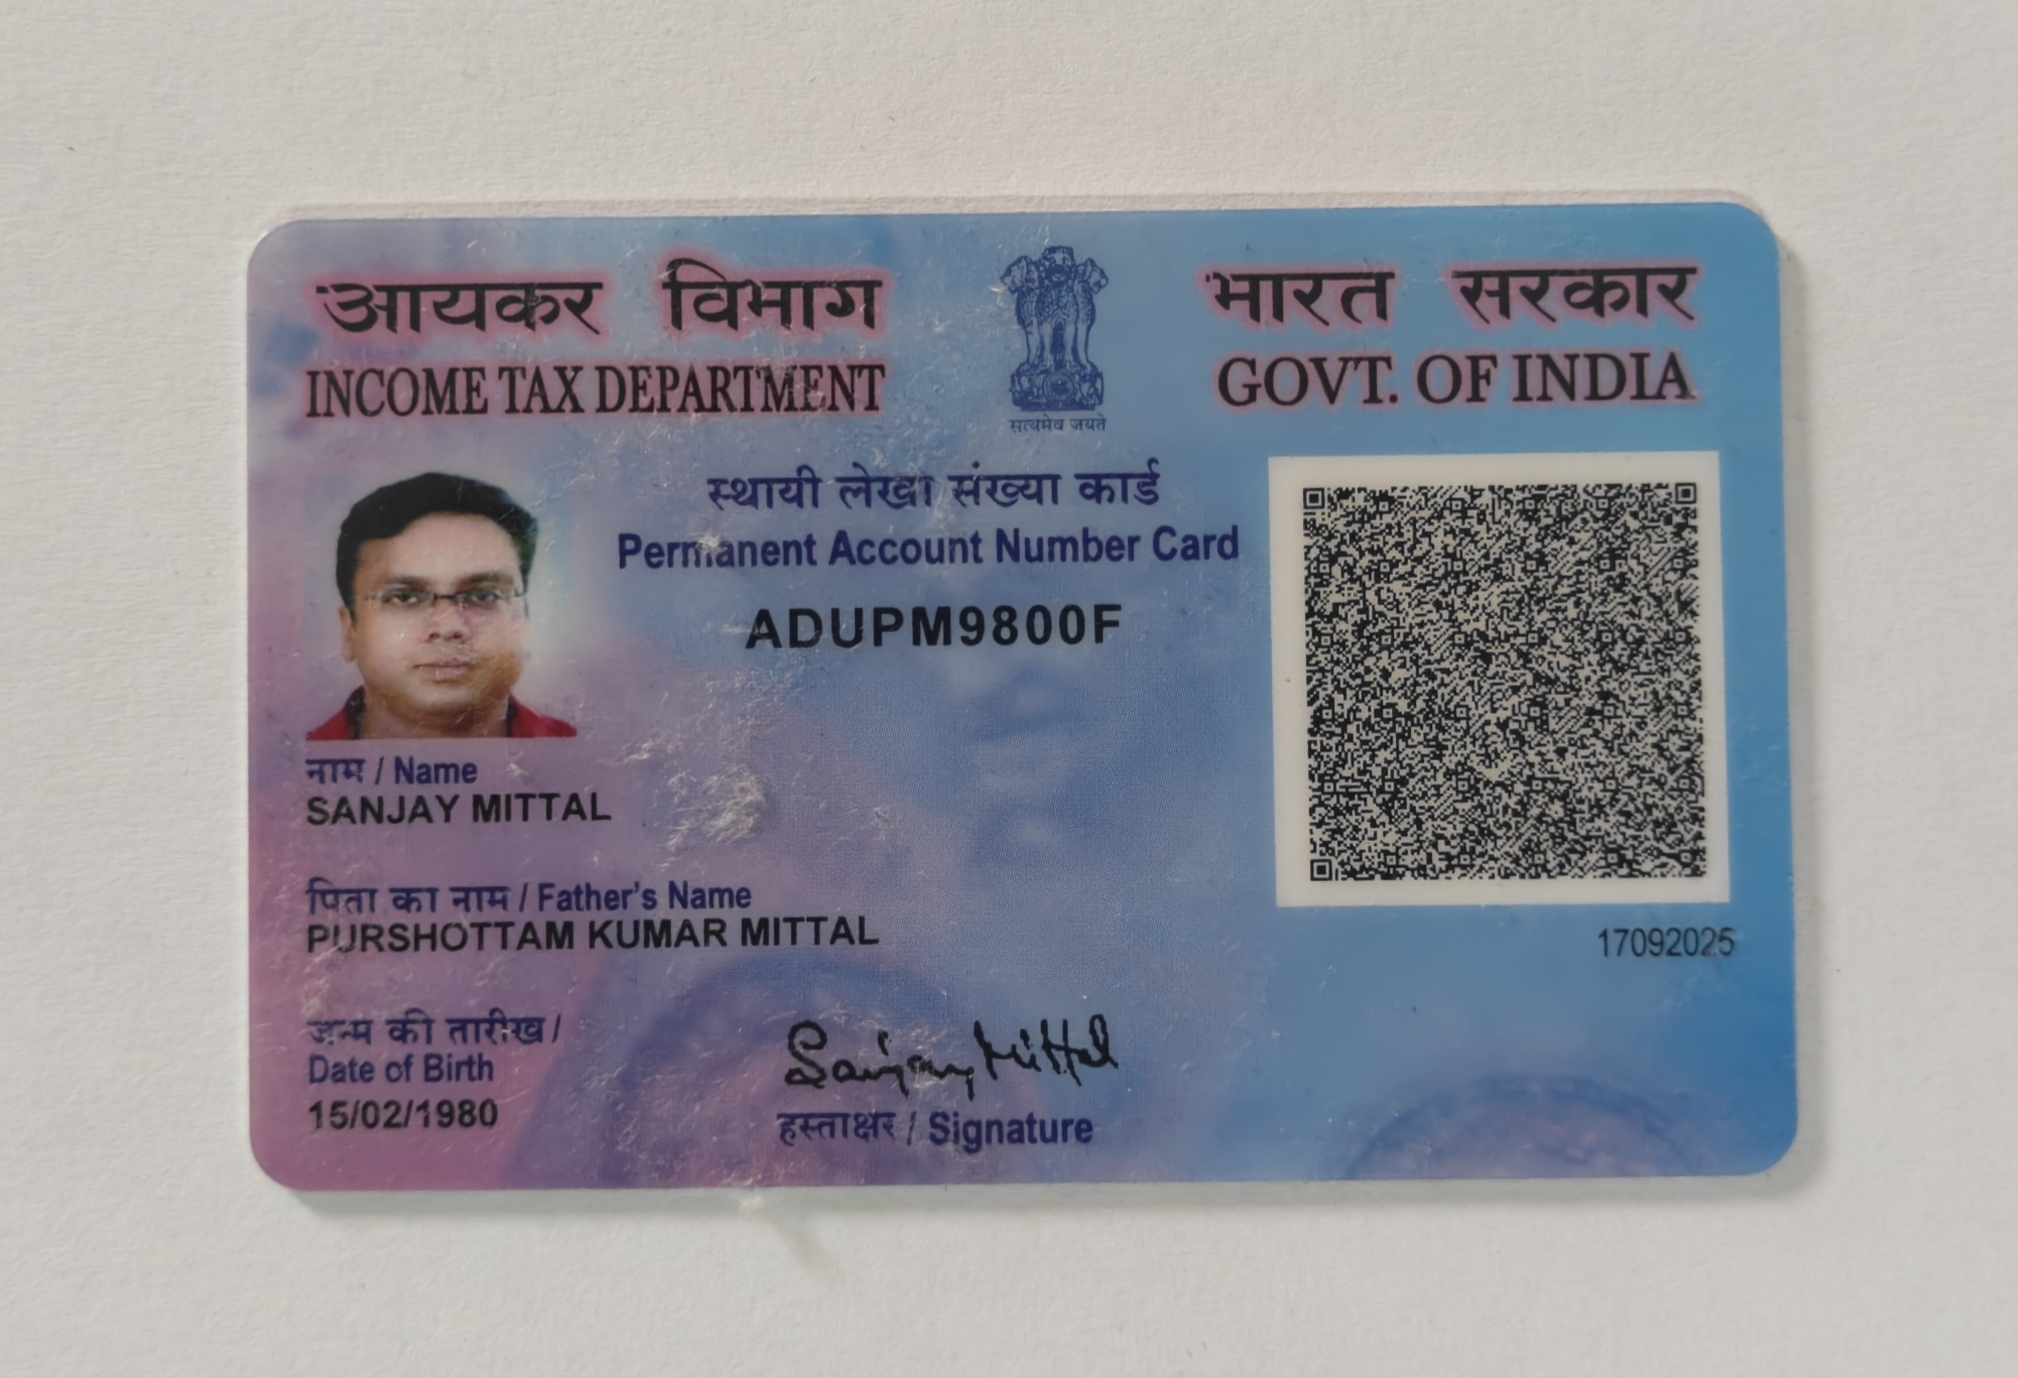 आयकर विभाग
INCOME TAX DEPARTMENT
सत्यमेव जयते
भारत सरकार
GOVT. OF INDIA
स्थायी लेखा संख्या कार्ड
Permanent Account Number Card
ADUPM9800F
नाम / Name
SANJAY MITTAL
पिता का नाम / Father's Name
PURSHOTTAM KUMAR MITTAL
17092025
जन्म की तारीख /
Date of Birth
15/02/1980
Sanjay Mittal
हस्ताक्षर / Signature